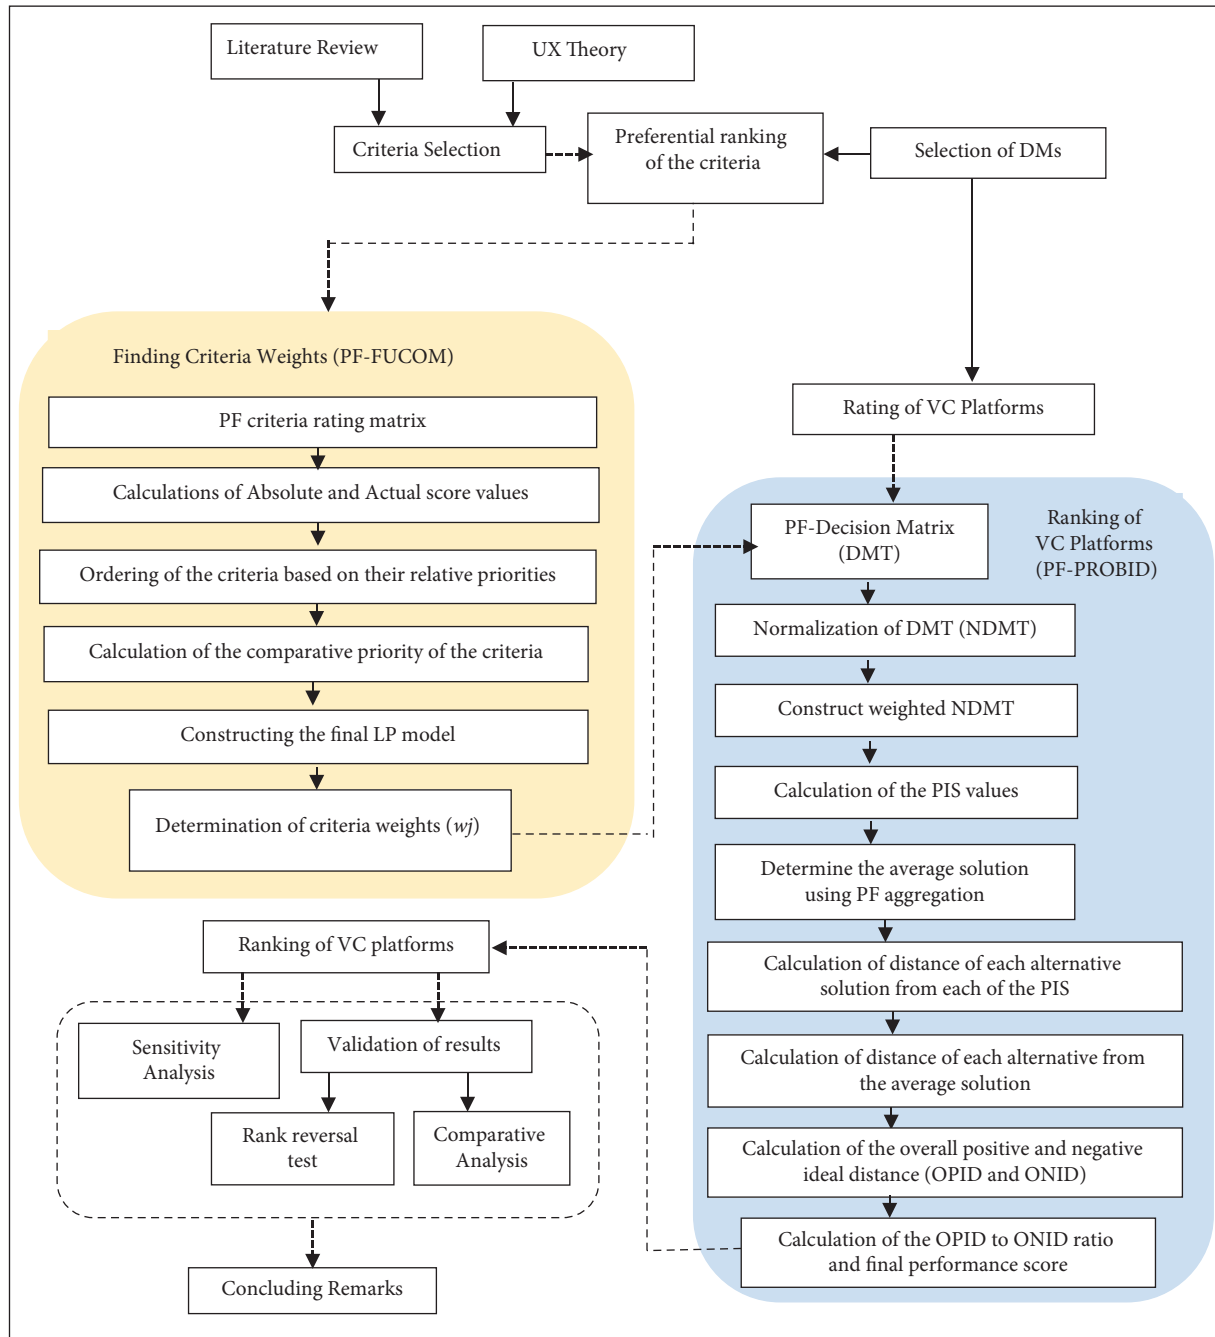 Literature Review
UX Theory
Criteria Selection
Preferential ranking
of the criteria
Selection of DMs
Finding Criteria Weights (PF-FUCOM)
PF criteria rating matrix
Calculations of Absolute and Actual score values
Ordering of the criteria based on their relative priorities
Calculation of the comparative priority of the criteria
Constructing the final LP model
Determination of criteria weights (wj)
Rating of VC Platforms
Ranking of
VC Platforms
(PF-PROBID)
PF-Decision Matrix
(DMT)
Normalization of DMT (NDMT)
Construct weighted NDMT
Calculation of the PIS values
Determine the average solution
using PF aggregation
Calculation of distance of each alternative
solution from each of the PIS
Calculation of distance of each alternative from
the average solution
Calculation of the overall positive and negative
ideal distance (OPID and ONID)
Calculation of the OPID to ONID ratio
and final performance score
Ranking of VC platforms
Sensitivity
Analysis
Validation of results
Rank reversal
test
Comparative
Analysis
Concluding Remarks